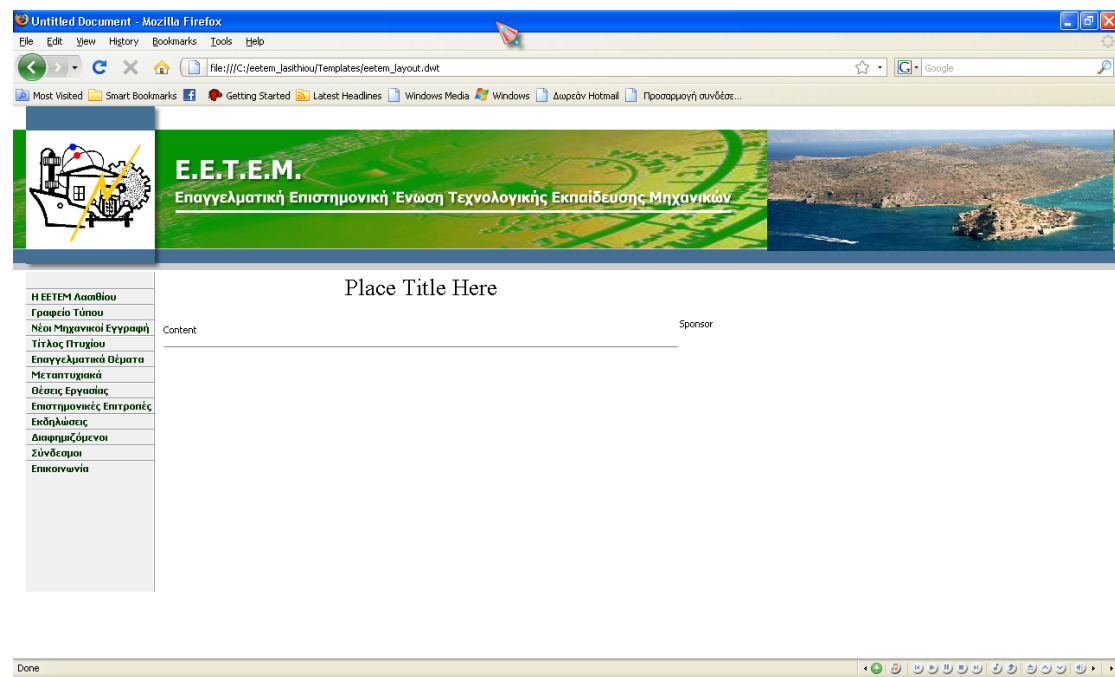 Untitled Document - Mozilla Firefox
File Edit View History Bookmarks Tools Help
file:///C:/eetem_lasithiou/Templates/eetem_layout.dwt
G Google
Most Visited Smart Bookmarks Getting Started Latest Headlines Windows Media Windows Δωρεάν Hotmail Προσαρμογή συνδέσε...
Ε.Ε.Τ.Ε.Μ.
Επαγγελματική Επιστημονική Ένωση Τεχνολογικής Εκπαίδευσης Μηχανικών
Place Title Here
Η ΕΕΤΕΜ Λασιθίου
Γραφείο Τύπου
Νέοι Μηχανικοί Εγγραφή
Τίτλος Πτυχίου
Επαγγελματικά Θέματα
Μεταπτυχιακά
Θέσεις Εργασίας
Επιστημονικές Επιτροπές
Εκδηλώσεις
Διαφημιζόμενοι
Σύνδεσμοι
Επικοινωνία
Content
Sponsor
Done